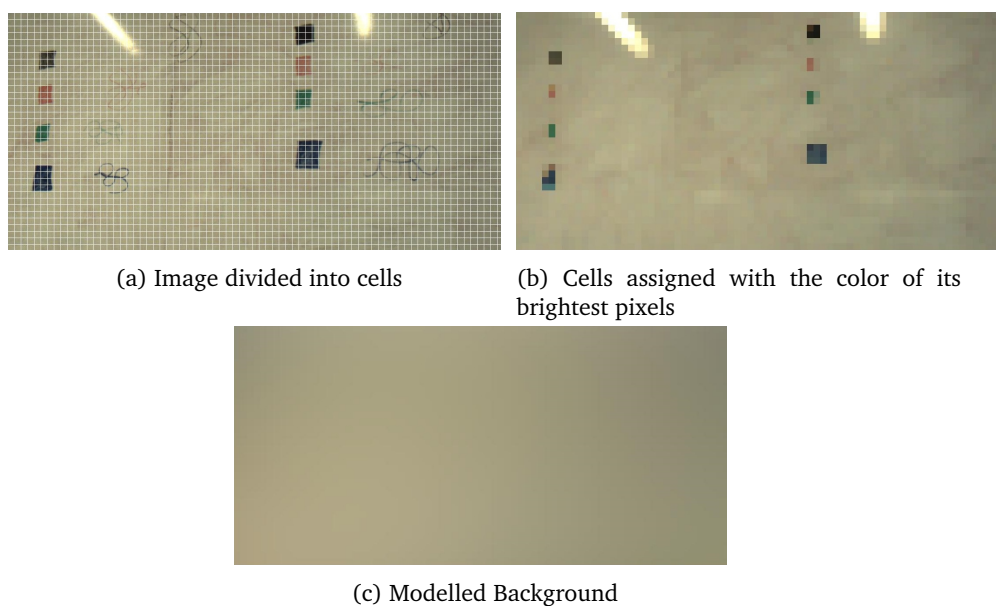 (a) Image divided into cells
(b) Cells assigned with the color of its
brightest pixels
(c) Modelled Background